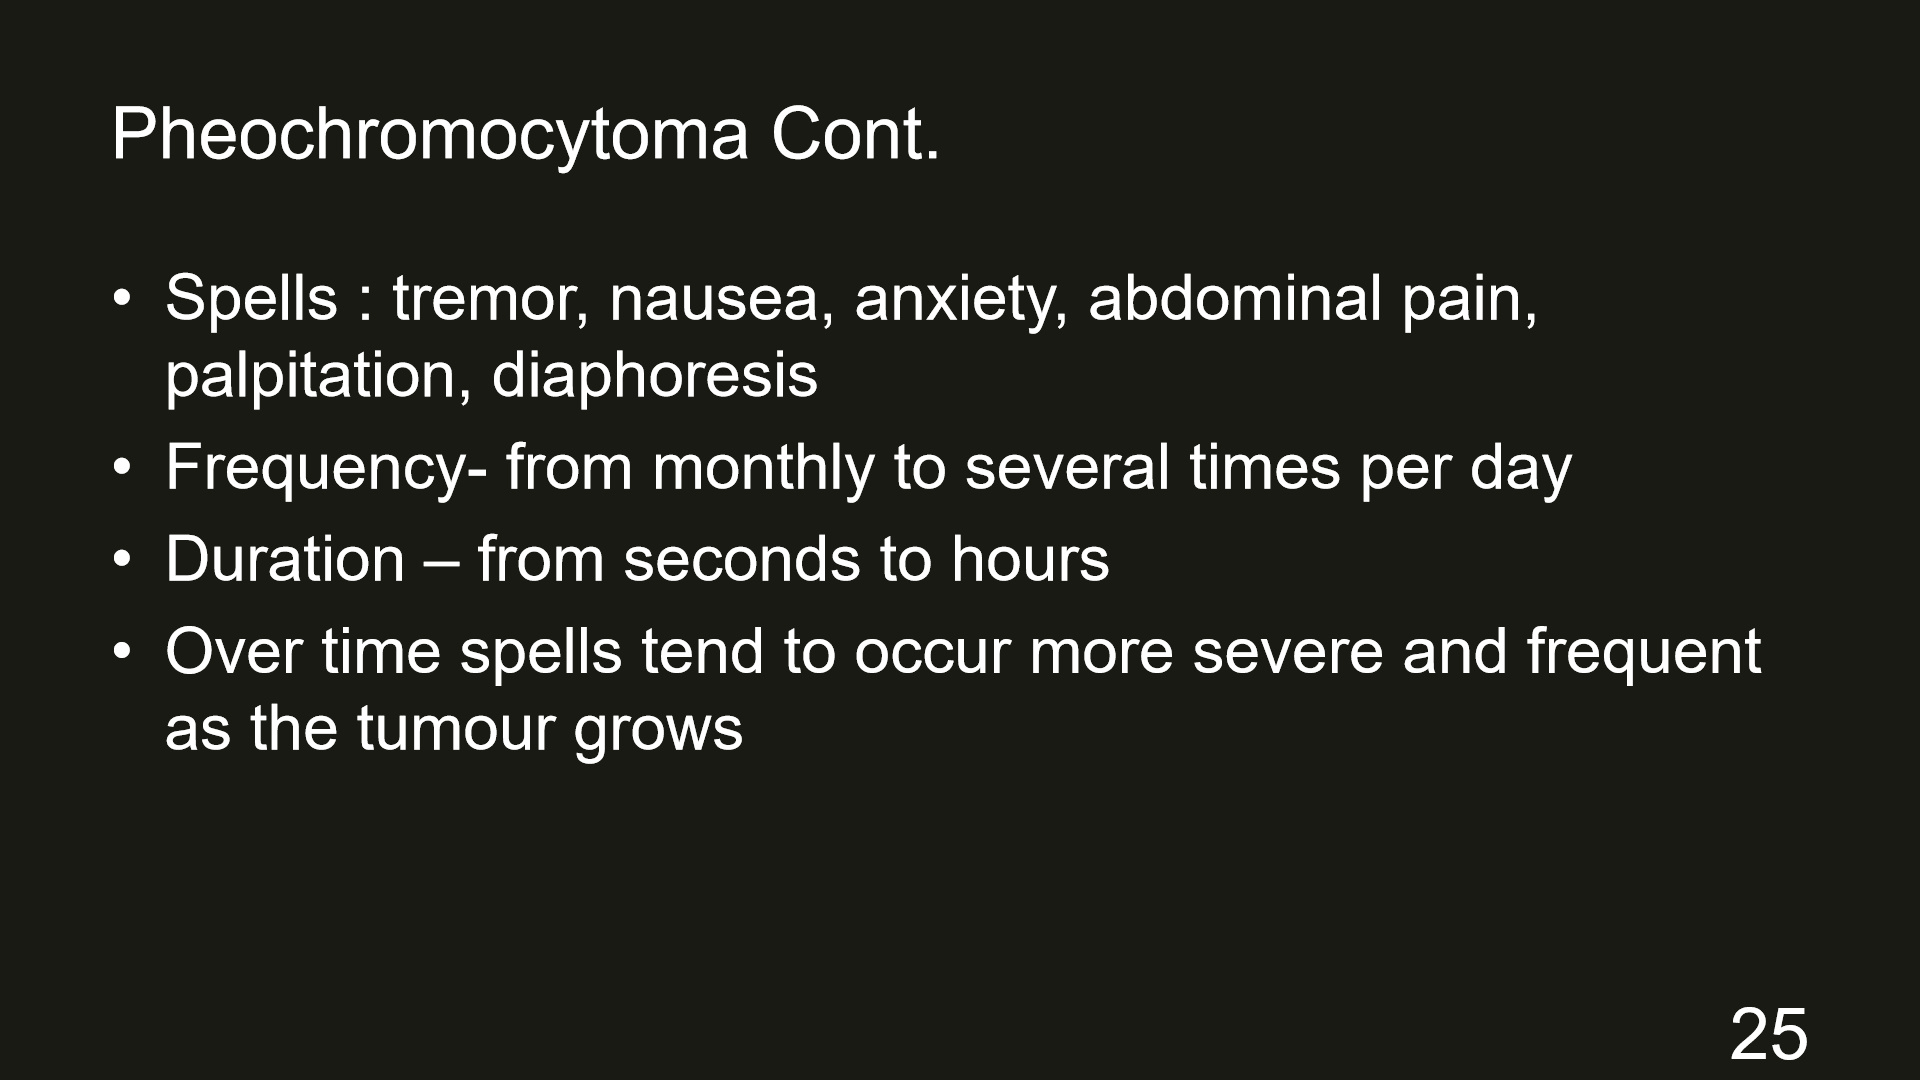 Pheochromocytoma Cont.
• Spells : tremor, nausea, anxiety, abdominal pain,
palpitation, diaphoresis
• Frequency- from monthly to several times per day
• Duration – from seconds to hours
• Over time spells tend to occur more severe and frequent
as the tumour grows
25